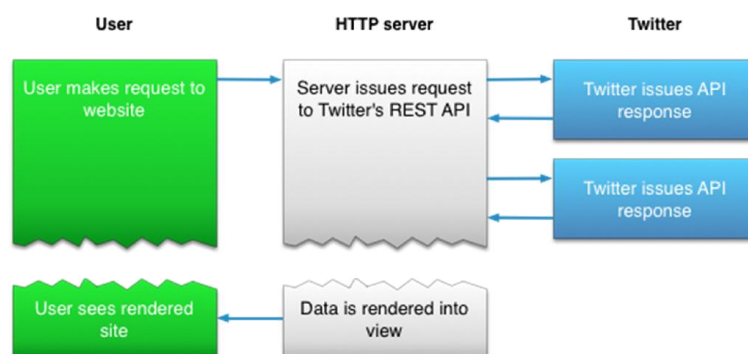 User
HTTP server
Twitter
User makes request to
website
Server issues request
to Twitter's REST API
Twitter issues API
response
Twitter issues API
response
User sees rendered
site
Data is rendered into
view